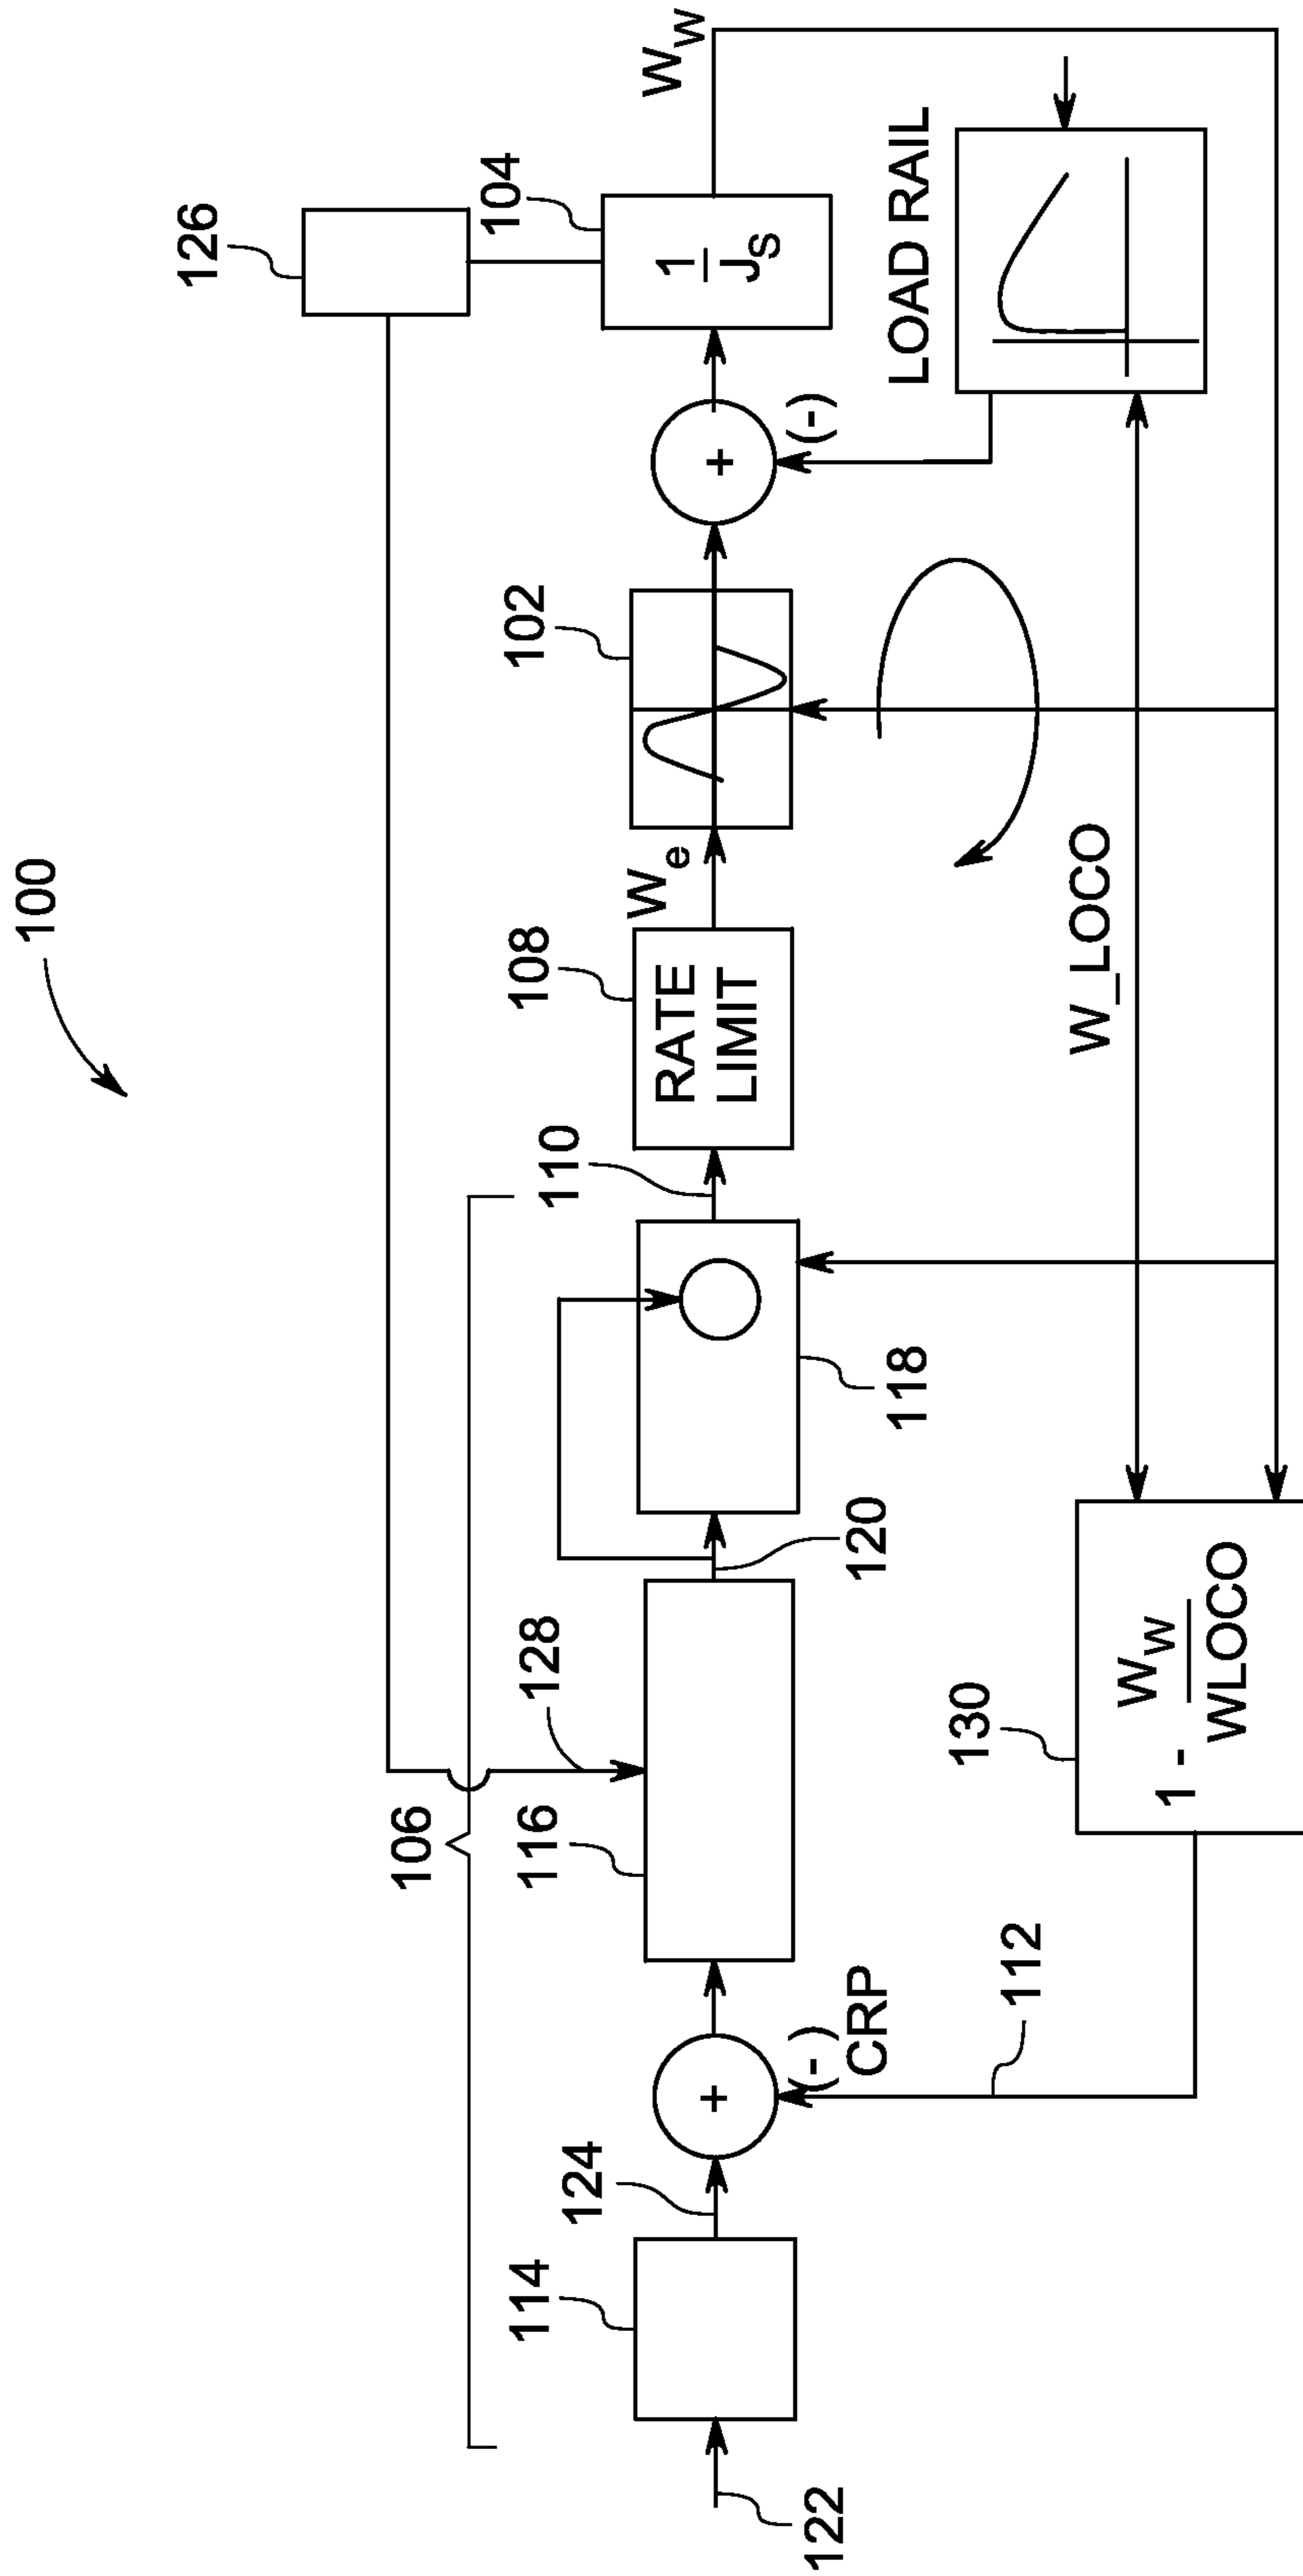 100
126
104
W_w
102
108
110
RATE
LIMIT
W_e
+
(-)
1
J_S
LOAD RAIL
106
128
116
120
118
W_LOCO
114
124
122
+
(-)
CRP
112
130
1 - W_w
WLOCO